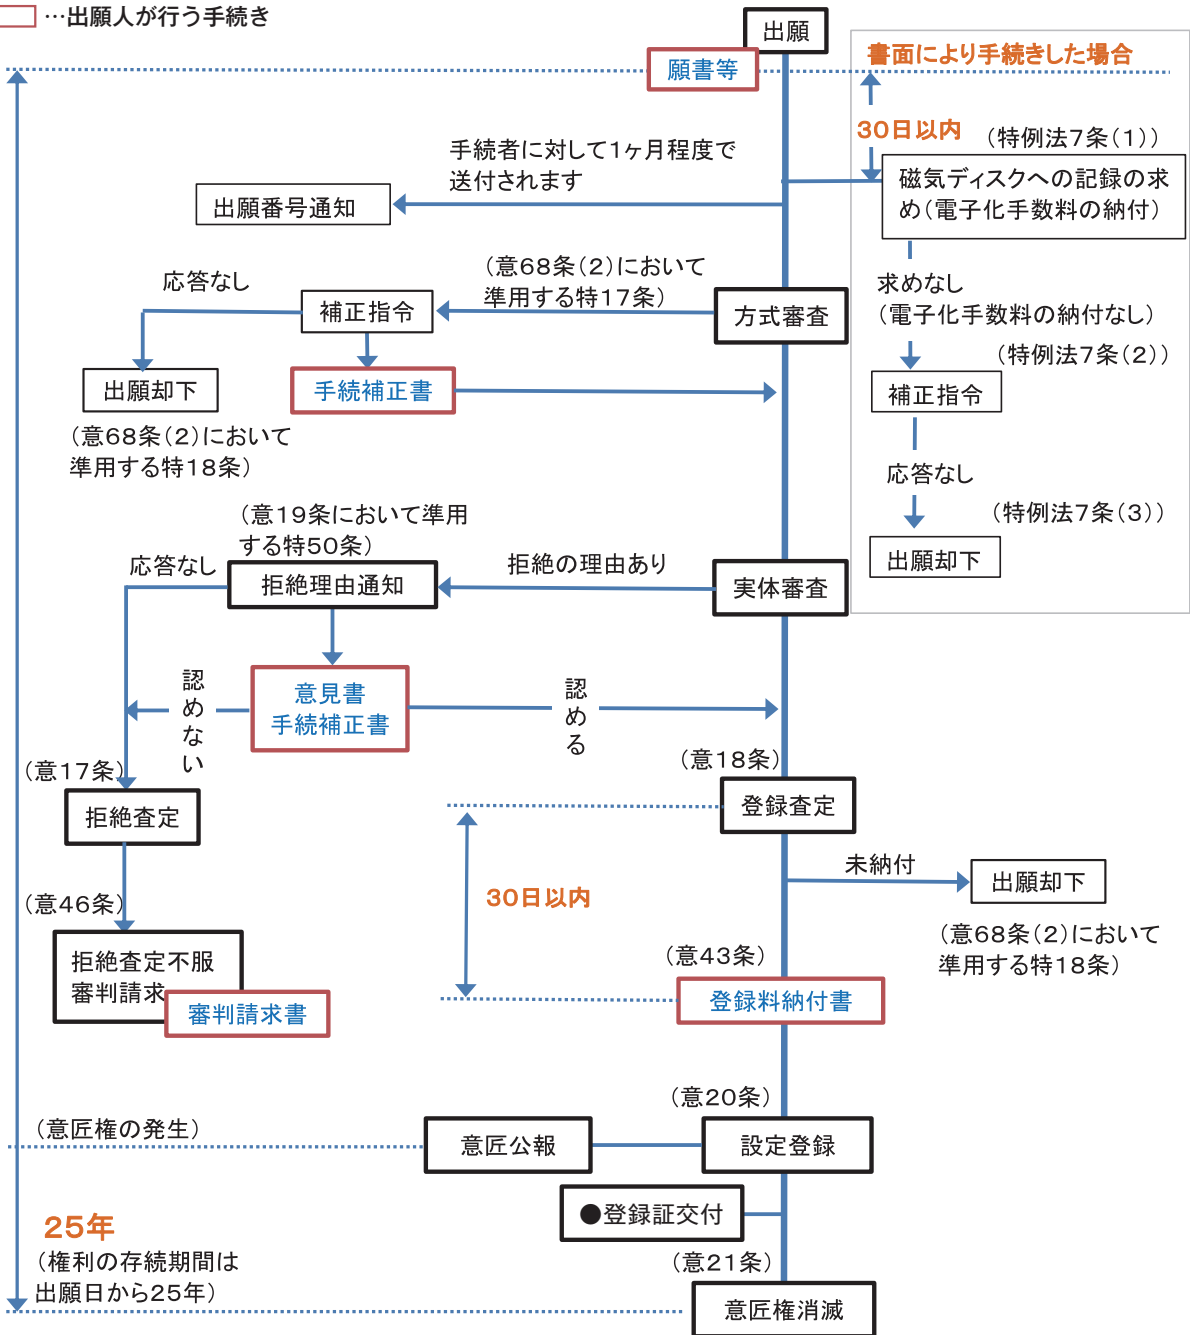 …出願人が行う手続き
出願
書面により手続きした場合
願書等
30日以内
(特例法7条(1))
手続者に対して1ヶ月程度で
送付されます
磁気ディスクへの記録の求
め(電子化手数料の納付)
出願番号通知
応答なし
(意68条(2)において
準用する特17条)
求めなし
(電子化手数料の納付なし)
補正指令
方式審査
(特例法7条(2))
出願却下
手続補正書
補正指令
(意68条(2)において
準用する特18条)
応答なし
(特例法7条(3))
(意19条において準用
する特50条)
出願却下
応答なし
拒絶理由通知
拒絶の理由あり
実体審査
意見書
手続補正書
認めない
認める
(意17条)
(意18条)
拒絶査定
登録査定
未納付
出願却下
(意46条)
30日以内
(意68条(2)において
準用する特18条)
拒絶査定不服
審判請求
(意43条)
審判請求書
登録料納付書
(意20条)
(意匠権の発生)
意匠公報
設定登録
●登録証交付
25年
(権利の存続期間は
出願日から25年)
(意21条)
意匠権消滅